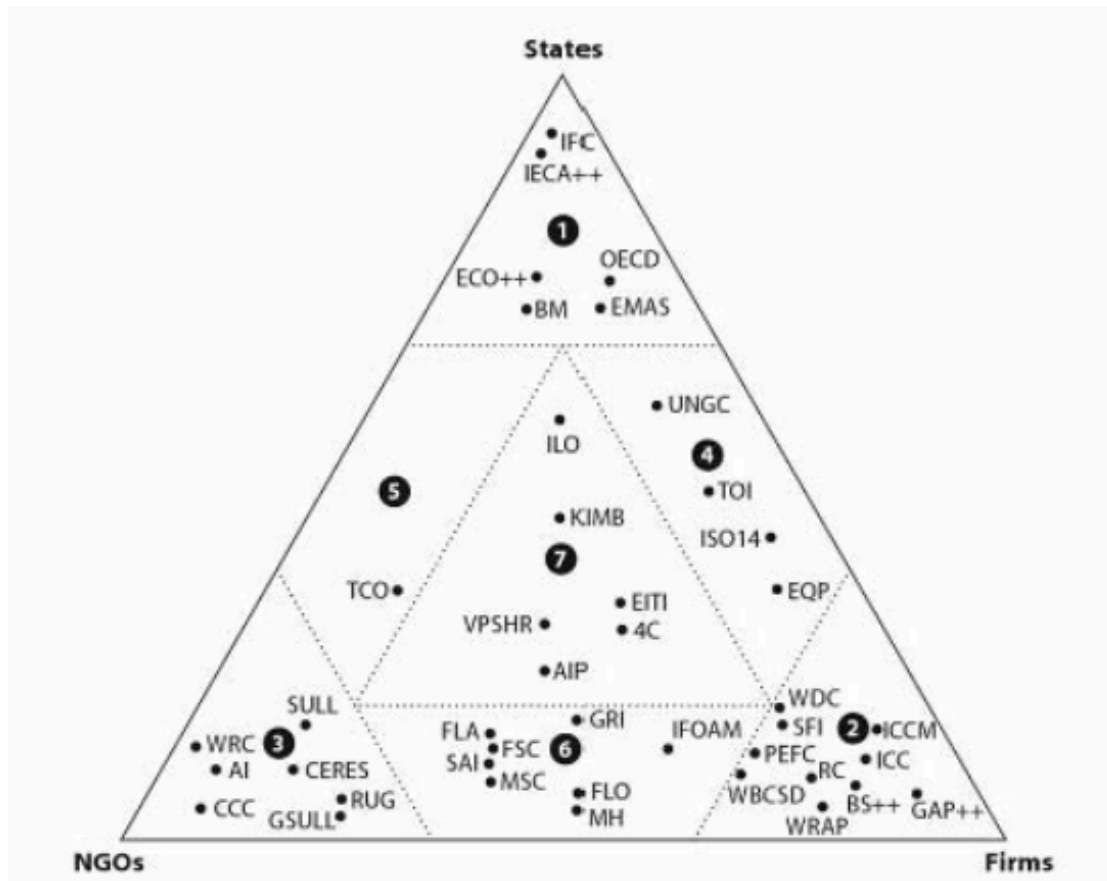 States
IFC
IECA++
1
OECD
ECO++
BM
EMAS
UNGC
ILO
4
5
TOI
KIMB
ISO14
7
TCO
EQP
EITI
VPSHR
4C
AIP
SULL
WDC
GRI
IFOAM
SFI
2
ICCM
FLA
WRC
3
FSC
6
PEFC
ICC
SAI
AI
CERES
MSC
RC
WBCSD
FLO
RUG
BS++
GAP++
CCC
GSULL
MH
WRAP
NGOs
Firms